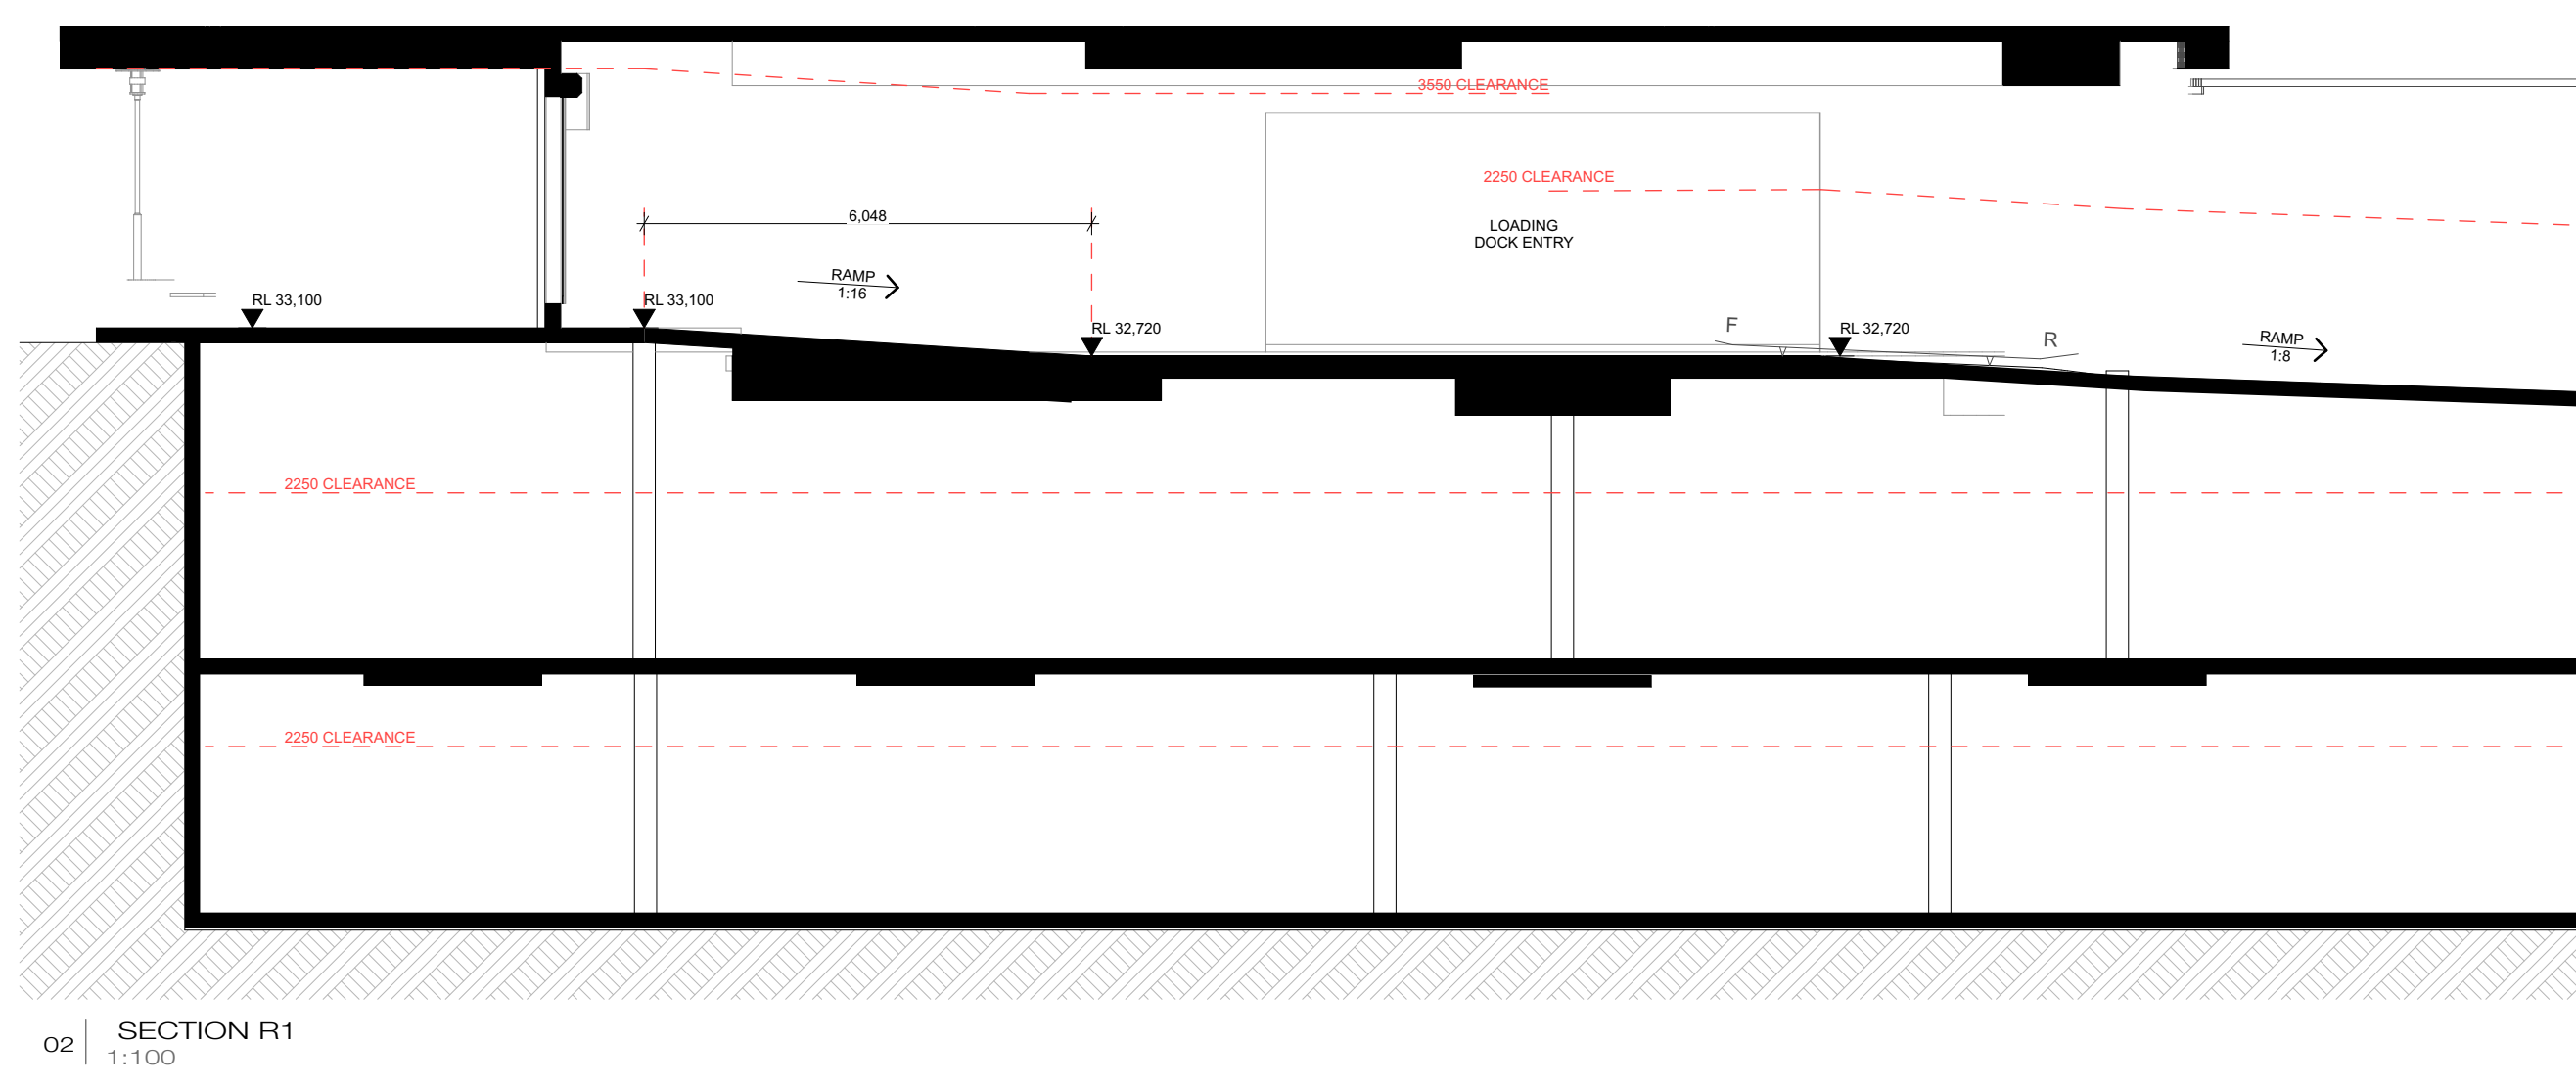 3550 CLEARANCE
2250 CLEARANCE
6,048
LOADING
DOCK ENTRY
RAMP
1:16
RL 33,100
RL 33,100
RL 32,720
RL 32,720
F
R
RAMP
1:8
2250 CLEARANCE
2250 CLEARANCE
02
SECTION R1
1:100